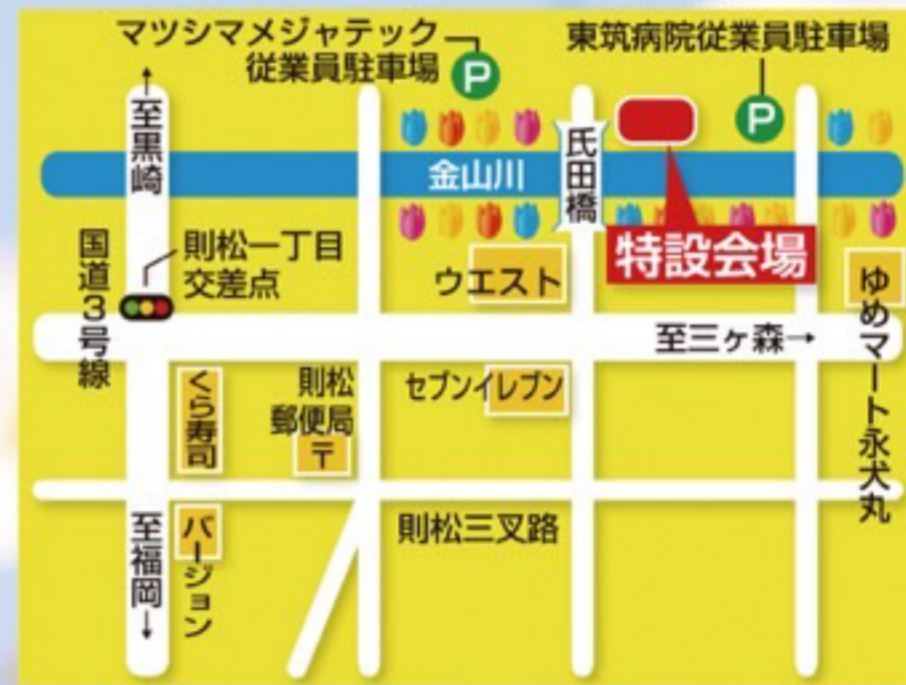 マツシマメジャテック
従業員駐車場
P
東筑病院従業員駐車場
P
至黒崎
金山川
氏田橋
特設会場
国道3号線
則松一丁目
交差点
ウエスト
ゆめマート永犬丸
至三ヶ森→
くら寿司
則松
郵便局
〒
セブンイレブン
則松三叉路
至福岡
バージョン